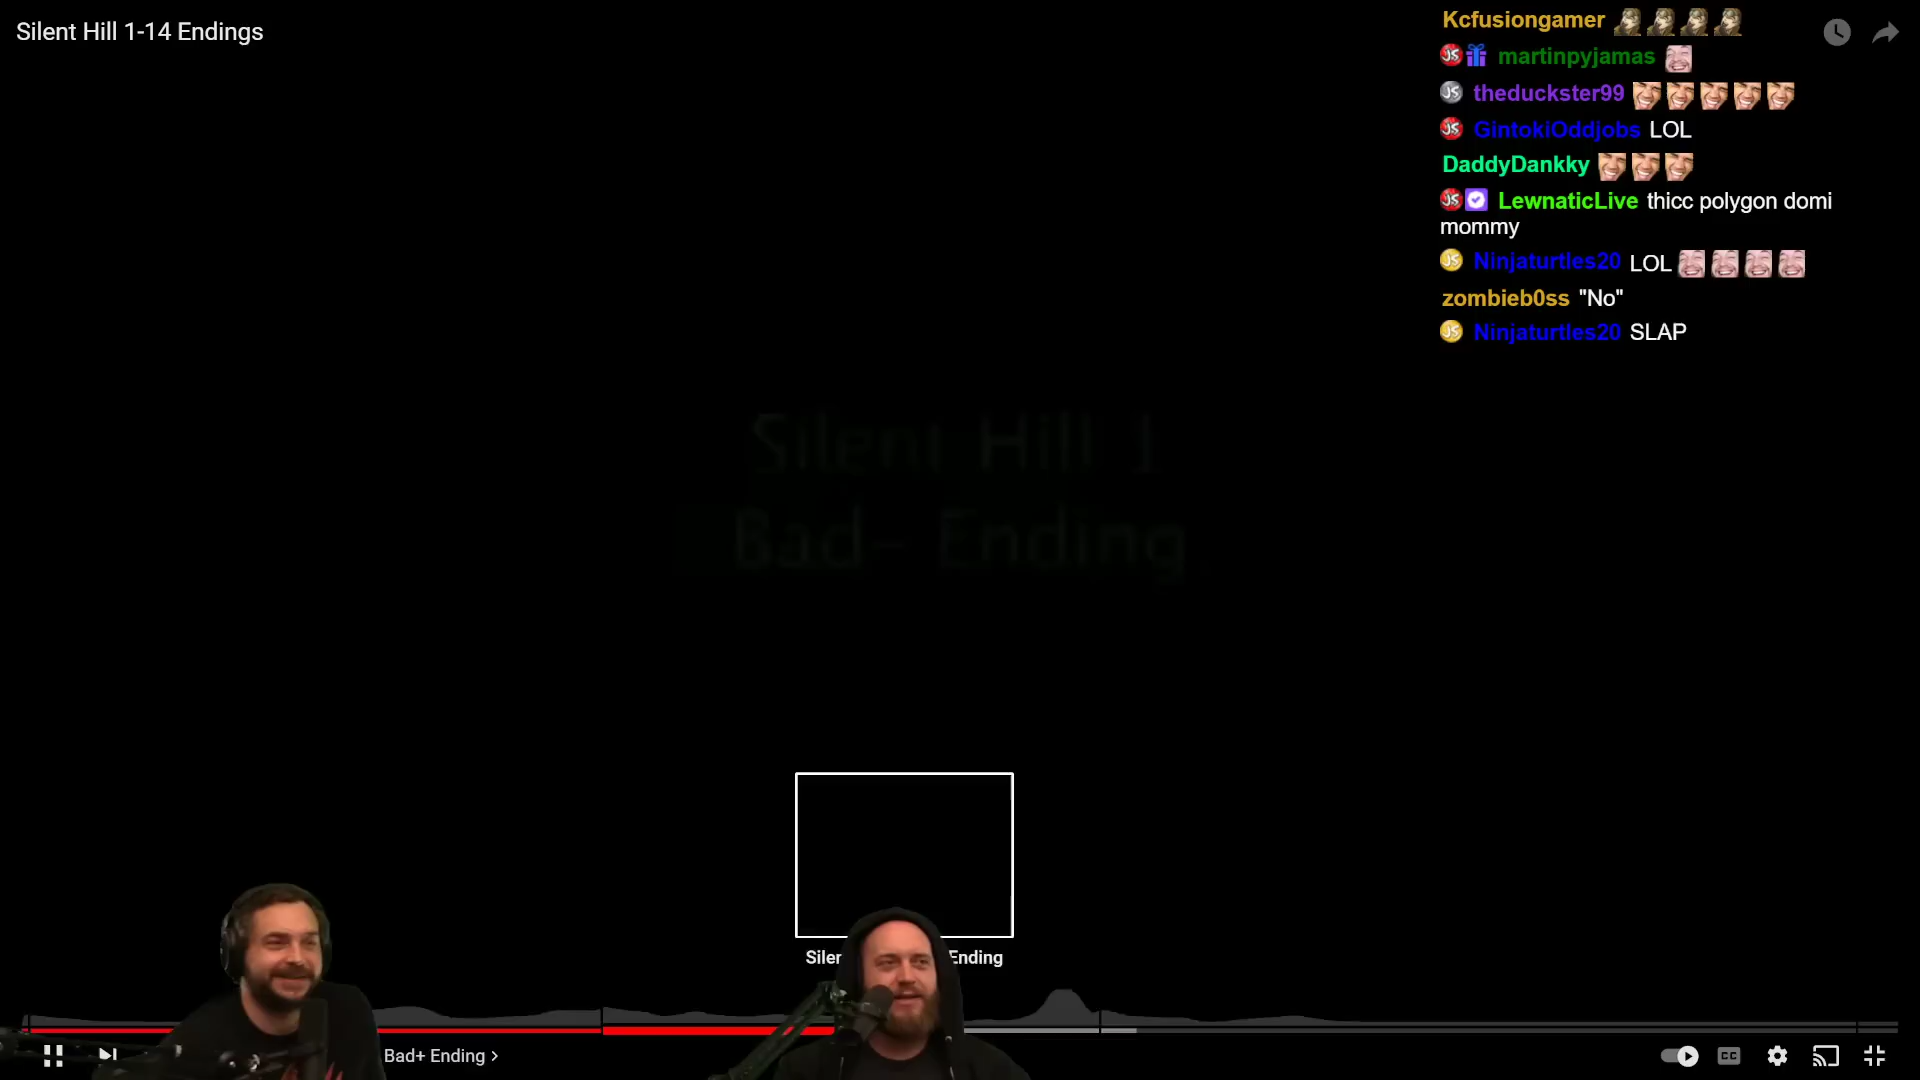 Silent Hill 1-14 Endings
Kcfusiongamer
martinpyjamas
theduckster99
GintokiOddjobs LOL
DaddyDankky
LewnaticLive thicc polygon domi
mommy
Ninjaturtles20 LOL
zombieb0ss "No"
Ninjaturtles20 SLAP
Silent Hill 1
Bad- Ending
Ending
Bad+ Ending >
CC